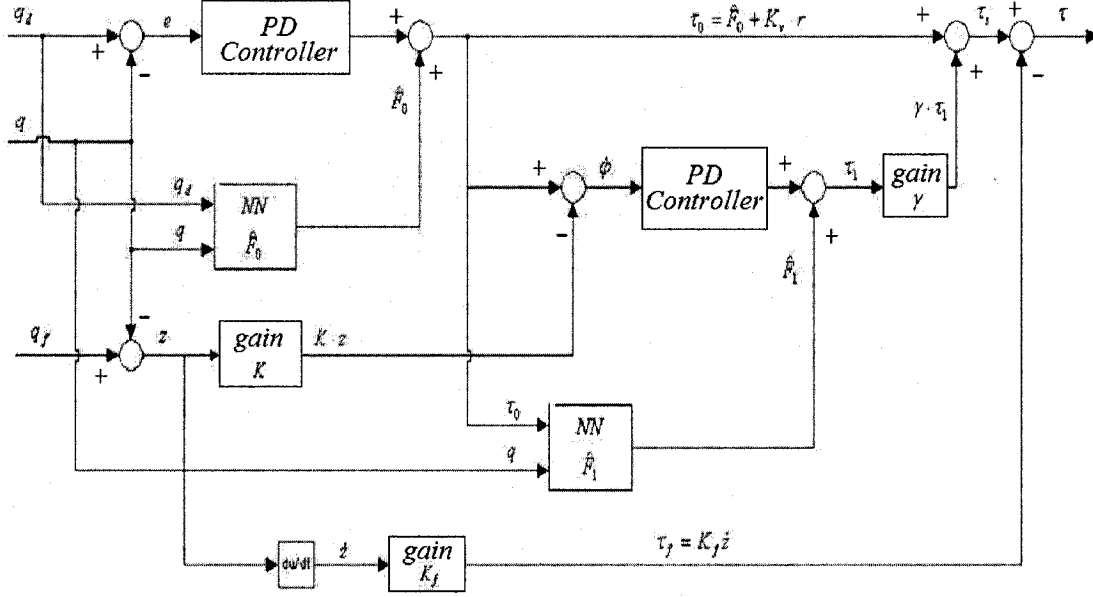 q_d
e
PD
Controller
τ_0 = F̂_0 + K_v · r
τ_s
τ
+
−
+
+
+
+
+
−
F̂_0
γ · τ_1
q
q_d
q
NN
F̂_0
+
−
φ
PD
Controller
+
+
τ_1
gain
γ
F̂_1
−
q_f
+
z
gain
K
K · z
τ_0
q
NN
F̂_1
du/dt
ż
gain
K_f
τ_f = K_f ż